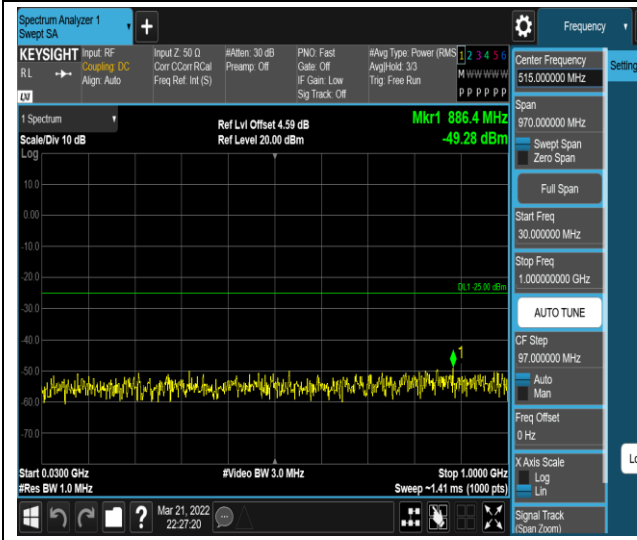 Spectrum Analyzer 1
Swept SA
+
Frequency
KEYSIGHT
RL
LXI
Input: RF
Coupling: DC
Align: Auto
Input Z: 50 Ω
Corr CCorr RCal
Freq Ref: Int (S)
#Atten: 30 dB
Preamp: Off
PNO: Fast
Gate: Off
IF Gain: Low
Sig Track: Off
#Avg Type: Power (RMS
Avg|Hold: 3/3
Trig: Free Run
1 2 3 4 5 6
M W W W W W
P P P P P P
1 Spectrum
Scale/Div 10 dB
Log
Ref Lvl Offset 4.59 dB
Ref Level 20.00 dBm
Mkr1 886.4 MHz
-49.28 dBm
10.0
0.00
-10.0
-20.0
DL1 -25.00 dBm
-30.0
-40.0
1
-50.0
-60.0
-70.0
Start 0.0300 GHz
#Res BW 1.0 MHz
#Video BW 3.0 MHz
Stop 1.0000 GHz
Sweep ~1.41 ms (1000 pts)
?
Mar 21, 2022
22:27:20
Center Frequency
515.000000 MHz
Settings
Span
970.000000 MHz
Swept Span
Zero Span
Full Span
Start Freq
30.000000 MHz
Stop Freq
1.000000000 GHz
AUTO TUNE
CF Step
97.000000 MHz
Auto
Man
Freq Offset
0 Hz
X Axis Scale
Log
Lin
Lo
Signal Track
(Span Zoom)